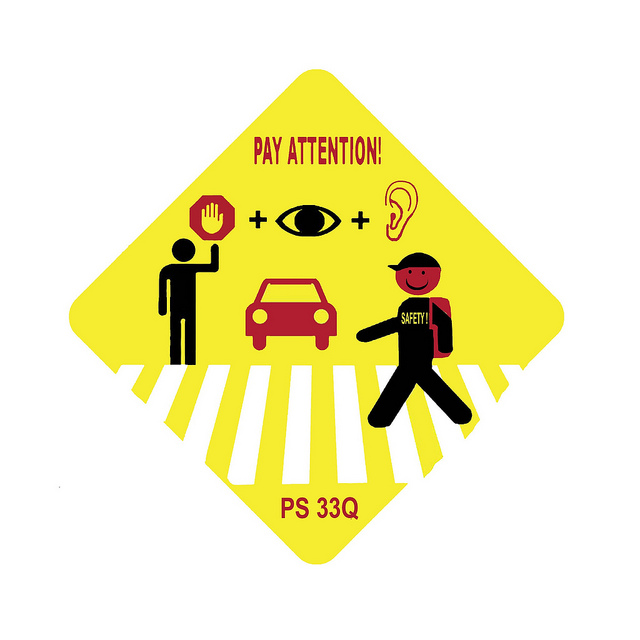 PAY ATTENTION!
+ +
SAFETY!
PS 33Q